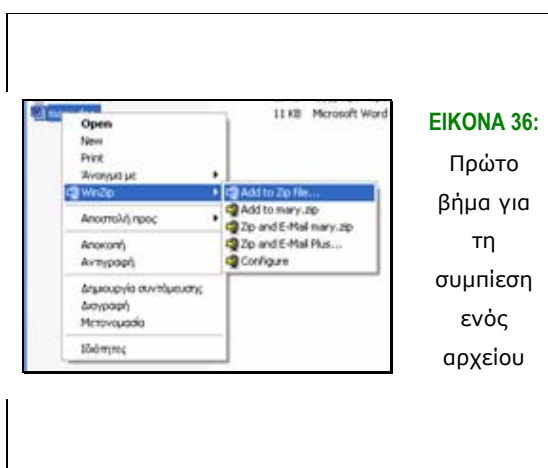 11 KB Microsoft Word
Open
New
Print
Άνοιγμα με
WinZip
Αποστολή προς
Αποκοπή
Αντιγραφή
Δημιουργία συντόμευσης
Διαγραφή
Μετονομασία
Ιδιότητες
Add to Zip file...
Add to mary.zip
Zip and E-Mail mary.zip
Zip and E-Mail Plus...
Configure
ΕΙΚΟΝΑ 36:
Πρώτο
βήμα για
τη
συμπίεση
ενός
αρχείου